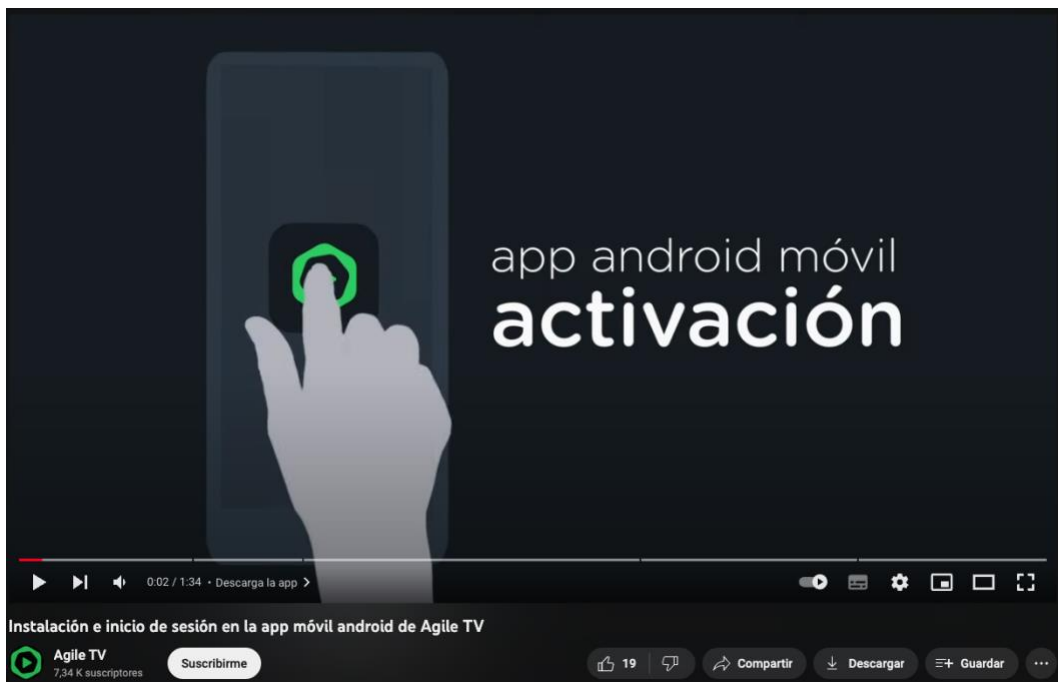 app android móvil
activación
0:02 / 1:34 • Descarga la app >
Instalación e inicio de sesión en la app móvil android de Agile TV
Agile TV
7,34 K suscriptores
Suscribirme
19
Compartir
Descargar
Guardar